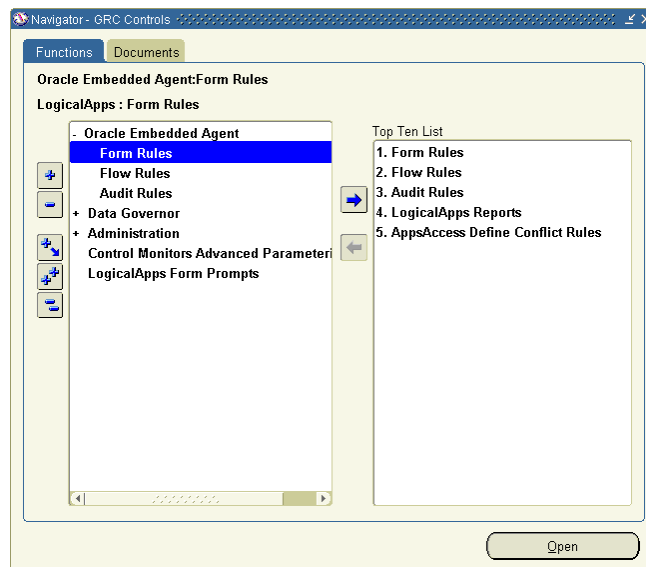 Navigator - GRC Controls
Functions
Documents
Oracle Embedded Agent:Form Rules
LogicalApps : Form Rules
- Oracle Embedded Agent
Form Rules
Flow Rules
Audit Rules
+ Data Governor
+ Administration
Control Monitors Advanced Parameteri
LogicalApps Form Prompts
Top Ten List
1. Form Rules
2. Flow Rules
3. Audit Rules
4. LogicalApps Reports
5. AppsAccess Define Conflict Rules
Open